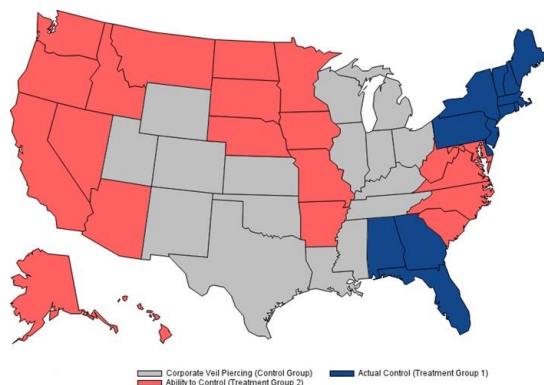 Corporate Veil Piercing (Control Group) Actual Control (Treatment Group 1)
Ability to Control (Treatment Group 2)